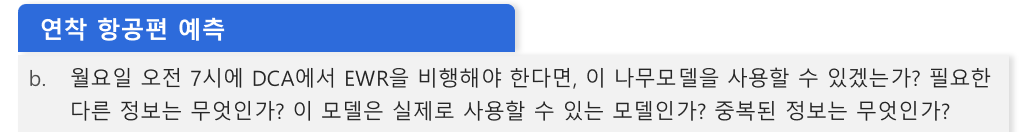 연착 항공편 예측
b. 월요일 오전 7시에 DCA에서 EWR을 비행해야 한다면, 이 나무모델을 사용할 수 있겠는가? 필요한
다른 정보는 무엇인가? 이 모델은 실제로 사용할 수 있는 모델인가? 중복된 정보는 무엇인가?